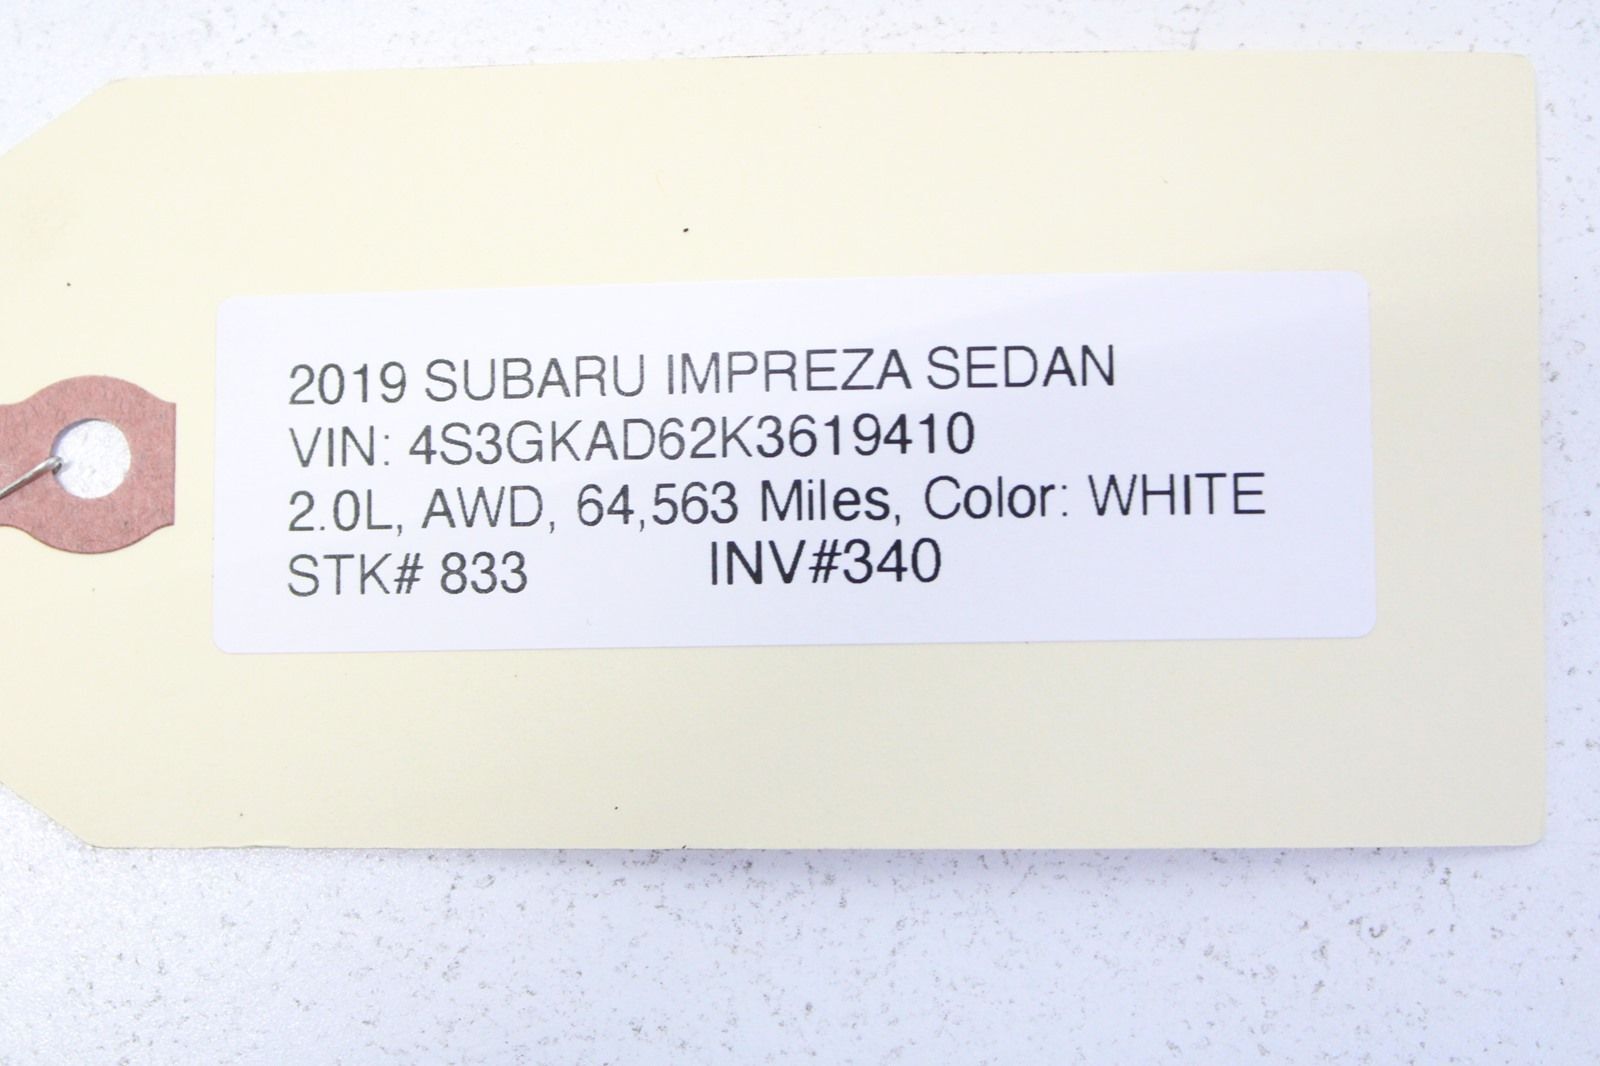 2019 SUBARU IMPREZA SEDAN
VIN: 4S3GKAD62K3619410
2.0L, AWD, 64,563 Miles, Color: WHITE
STK# 833 INV#340